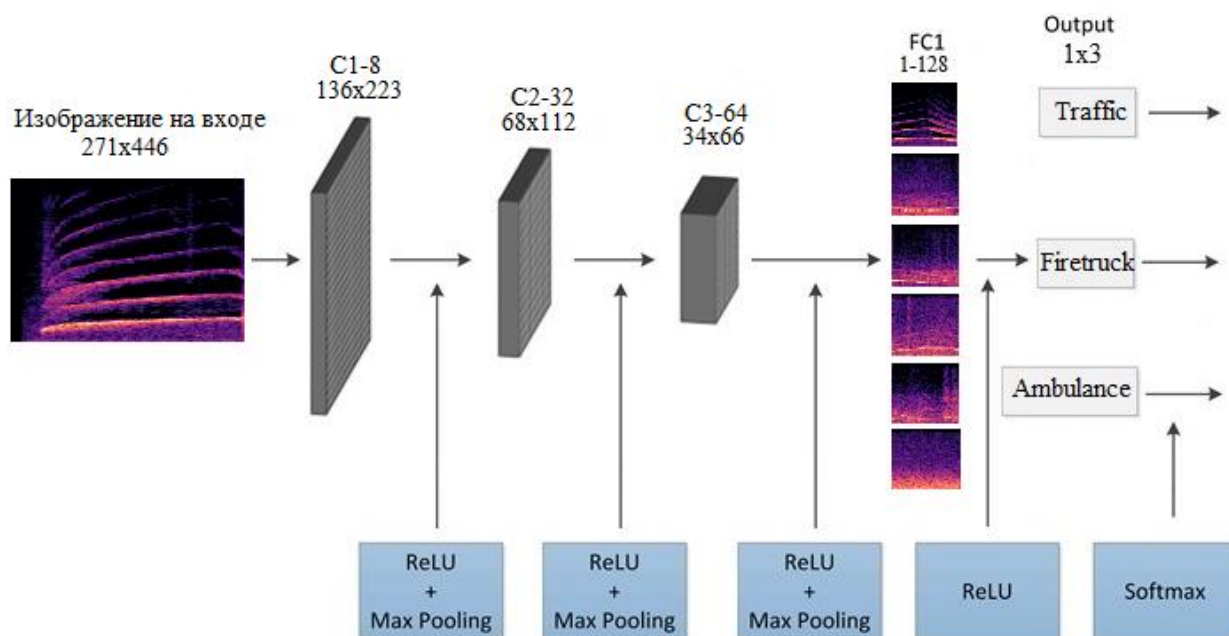 Изображение на входе
271x446
C1-8
136x223
C2-32
68x112
C3-64
34x66
FC1
1-128
Output
1x3
Traffic
Firetruck
Ambulance
ReLU
+
Max Pooling
ReLU
+
Max Pooling
ReLU
+
Max Pooling
ReLU
Softmax